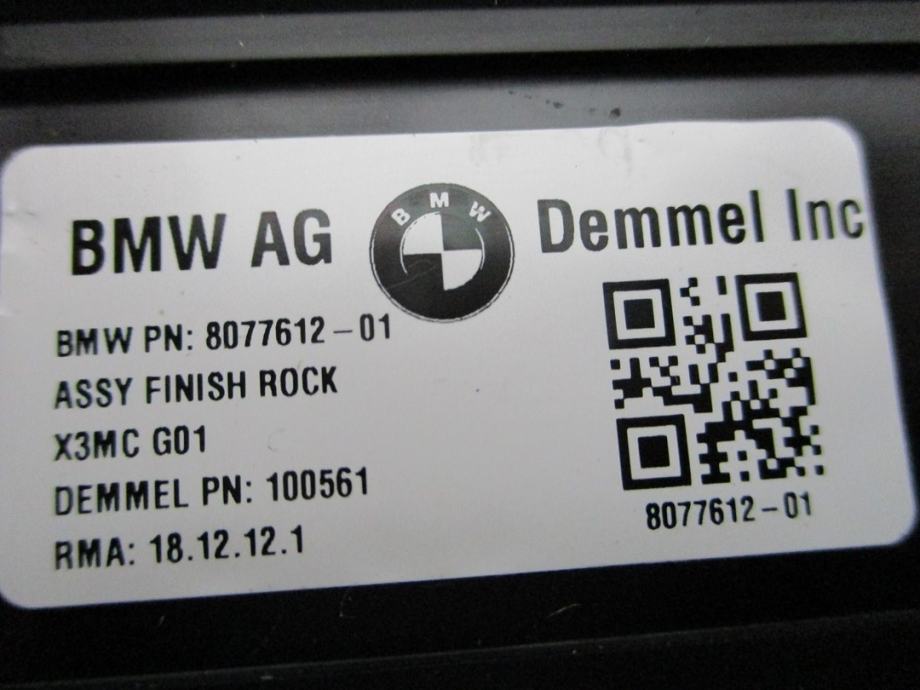 BMW AG BMW Demmel Inc
BMW PN: 8077612-01
ASSY FINISH ROCK
X3MC G01
DEMMEL PN: 100561
RMA: 18.12.12.1
8077612-01